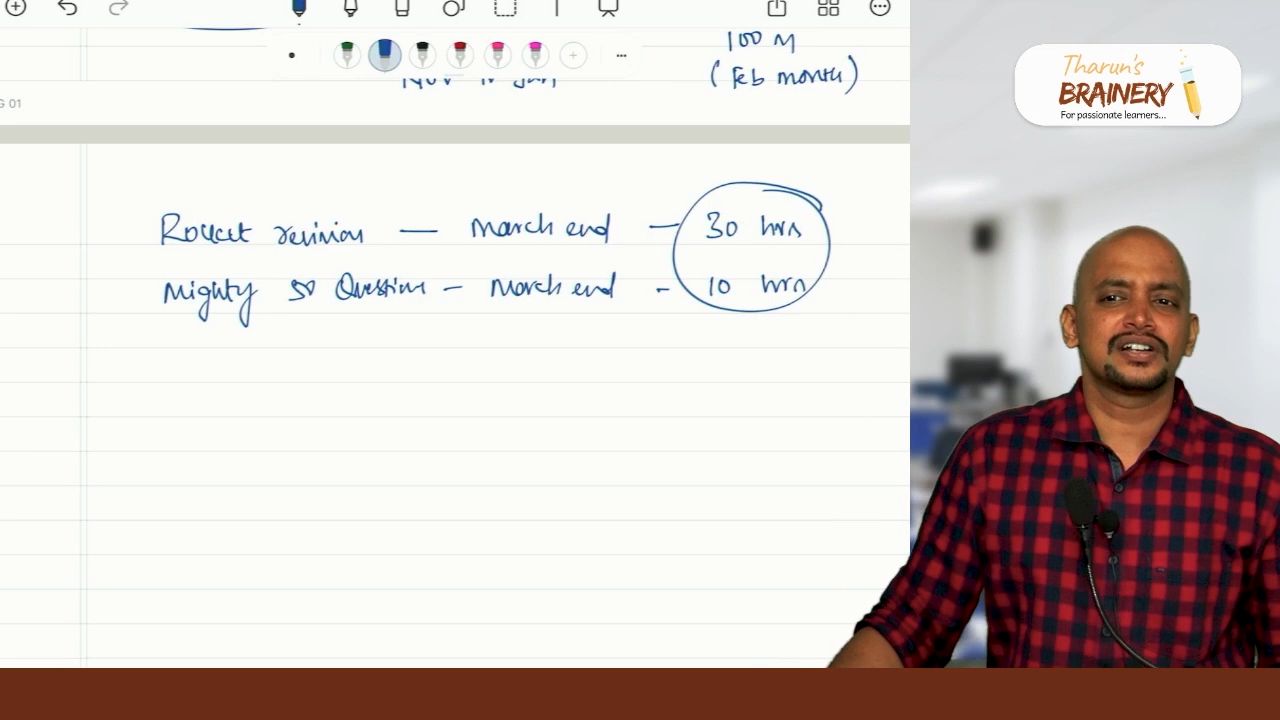 100 M
(Feb month)
G 01
Rocket revision — March end — 30 hrs
Mighty 50 Question - March end - 10 hrs
Tharun's
BRAINERY
For passionate learners...